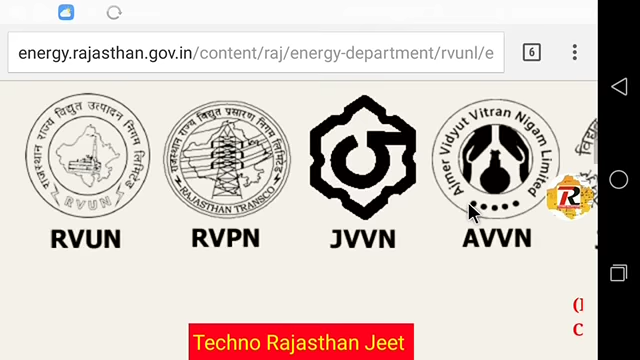 energy.rajasthan.gov.in/content/raj/energy-department/rvunl/e
6
राजस्थान राज्य विद्युत उत्पादन निगम लिमिटेड
RVUN
राजस्थान राज्य विद्युत प्रसारण निगम लिमिटेड
RAJASTHAN TRANSCO
Ajmer Vidyut Vitran Nigam Limited
R
RVUN
RVPN
JVVN
AVVN
C
Techno Rajasthan Jeet